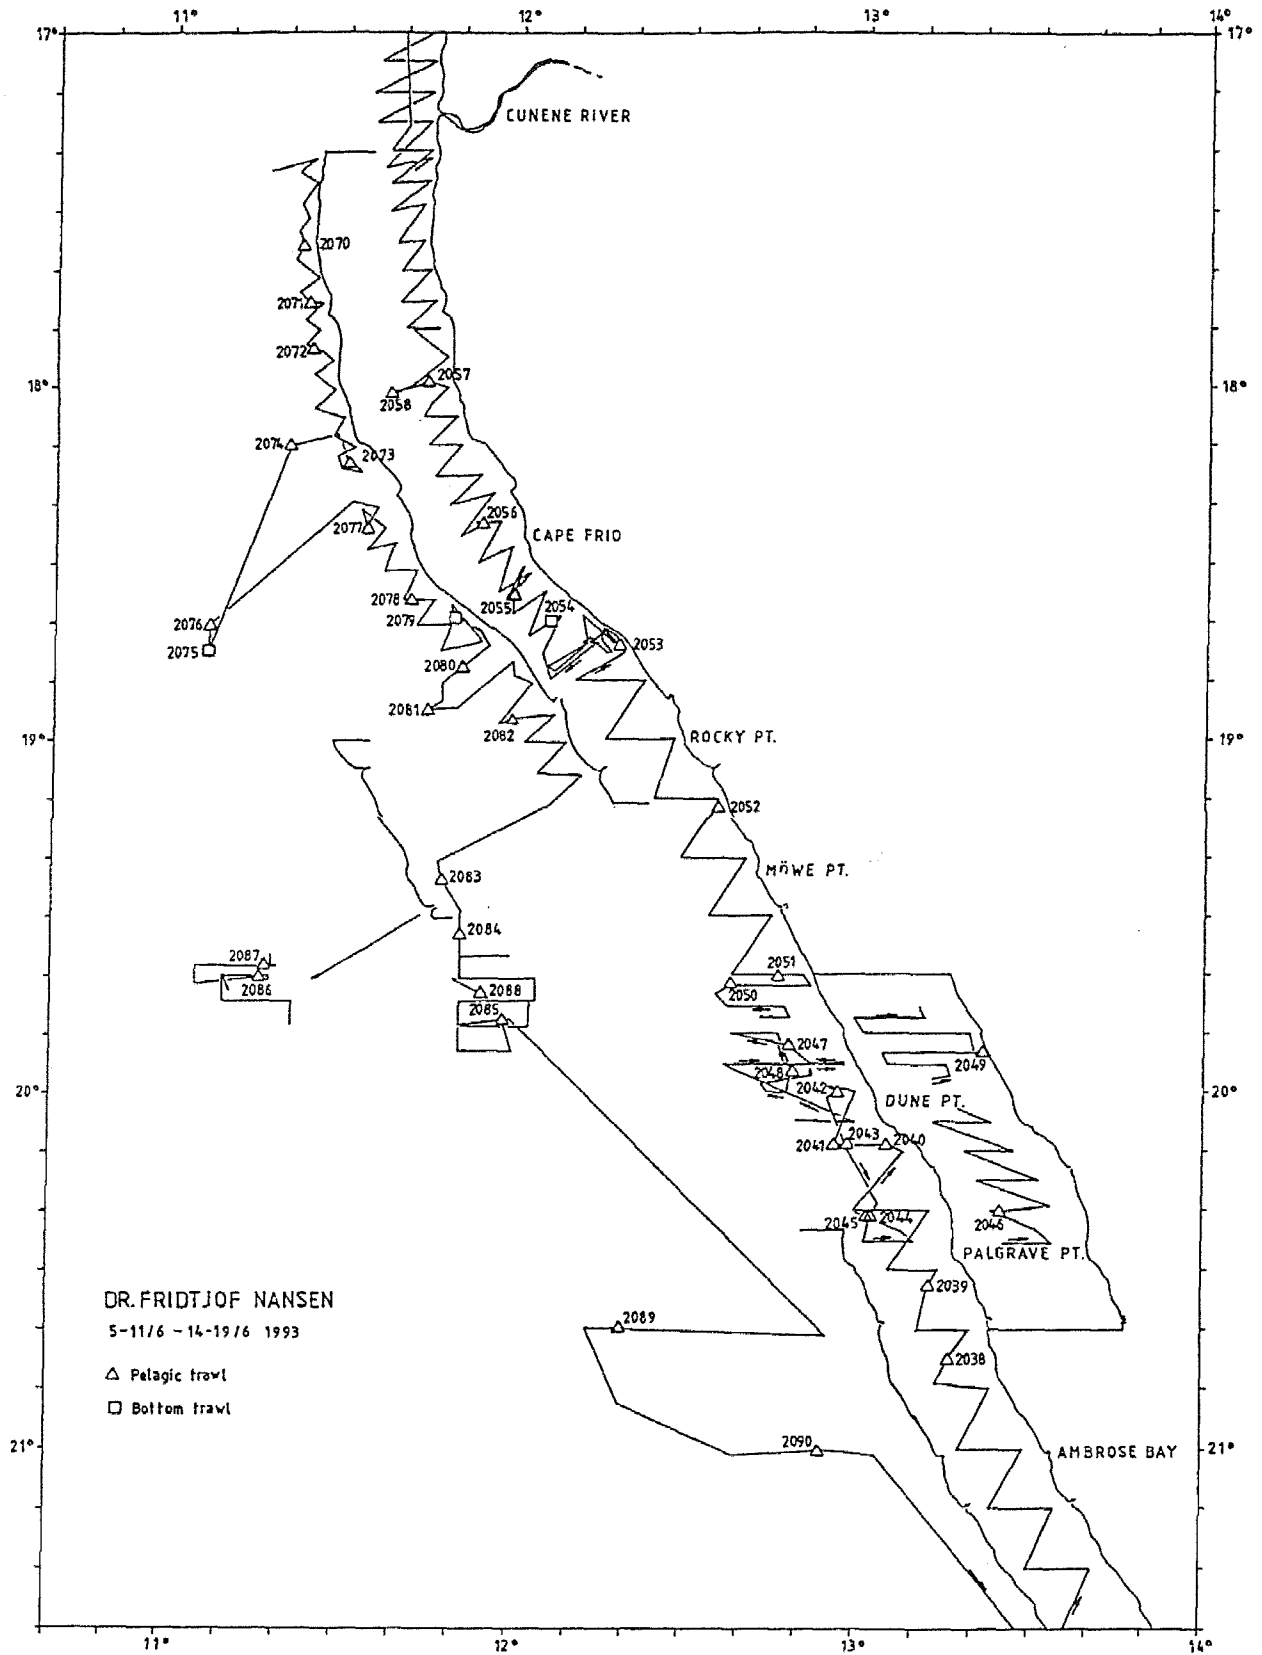 11° 12° 13° 14°
17° 17°
CUNENE RIVER
2070
2071
2072
2057
18° 2058 18°
2074 2073
2056
2077 CAPE FRIO
2078 2055 2054
2079
2076 2053
2075
2080
2081
2082
19° ROCKY PT. 19°
2052
MÖWE PT.
2083
2084
2087 2051
2086 2088 2050
2085
2047
2049
2048
2042
20° DUNE PT. 20°
2041 2043 2040
2045 2044 2046
PALGRAVE PT.
2039
DR. FRIDTJOF NANSEN
5-11/6 - 14-19/6 1993
2089
2038
Pelagic trawl
Bottom trawl
2090
21° AMBROSE BAY 21°
11° 12° 13° 14°